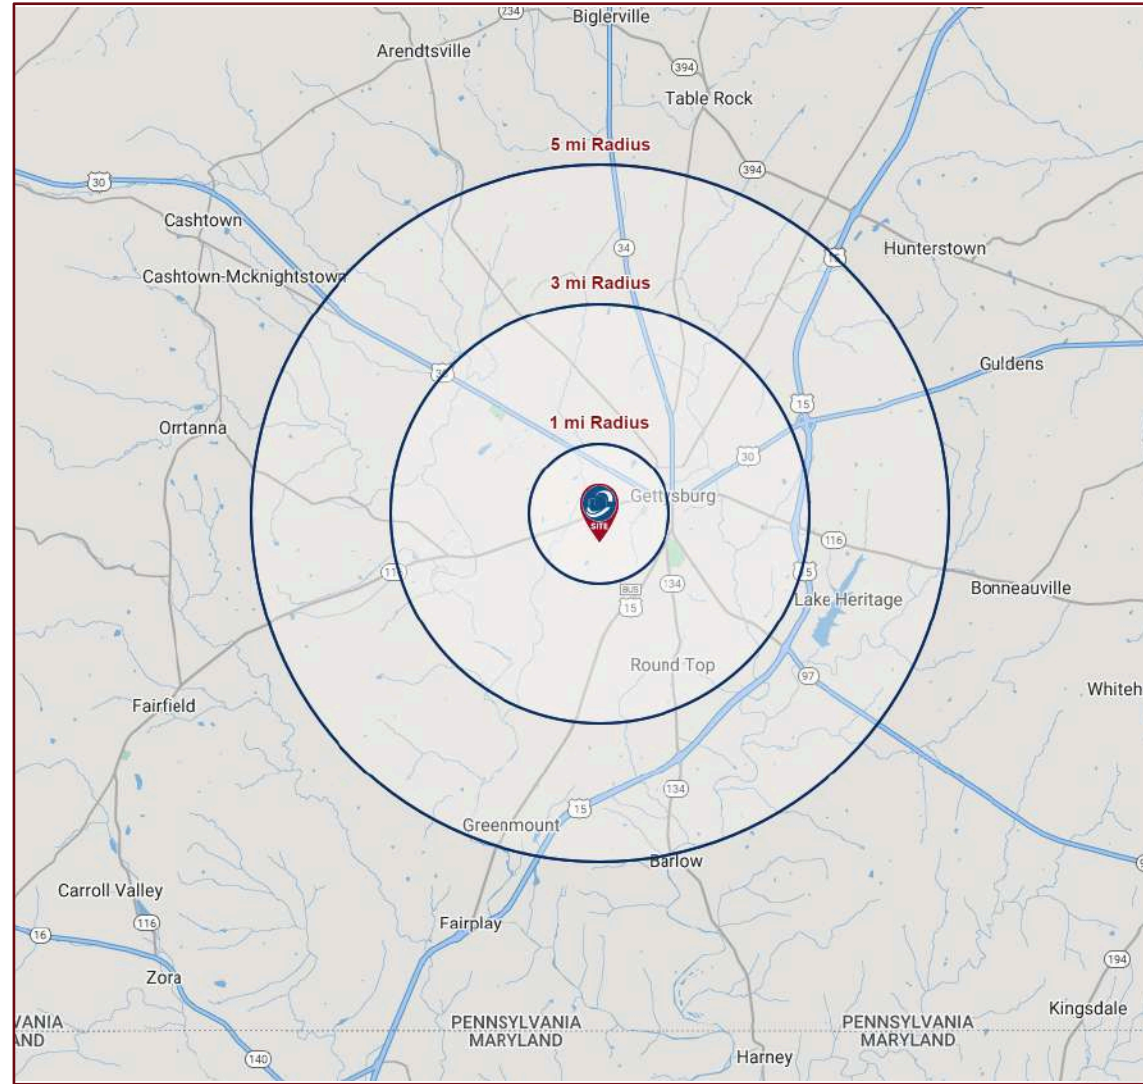 234
Biglerville
Arendtsville
394
Table Rock
5 mi Radius
394
30
Cashtown
34
Hunterstown
15
Cashtown-Mcknightstown
3 mi Radius
Guldens
30
15
1 mi Radius
Orrtanna
30
Gettysburg
SITE
116
116
15
134
BUS
15
Bonneauville
Lake Heritage
Round Top
97
Whiteh
Fairfield
134
15
Greenmount
Barlow
Carroll Valley
116
Fairplay
16
194
Zora
Kingsdale
VANIA
AND
PENNSYLVANIA
MARYLAND
PENNSYLVANIA
MARYLAND
140
Harney